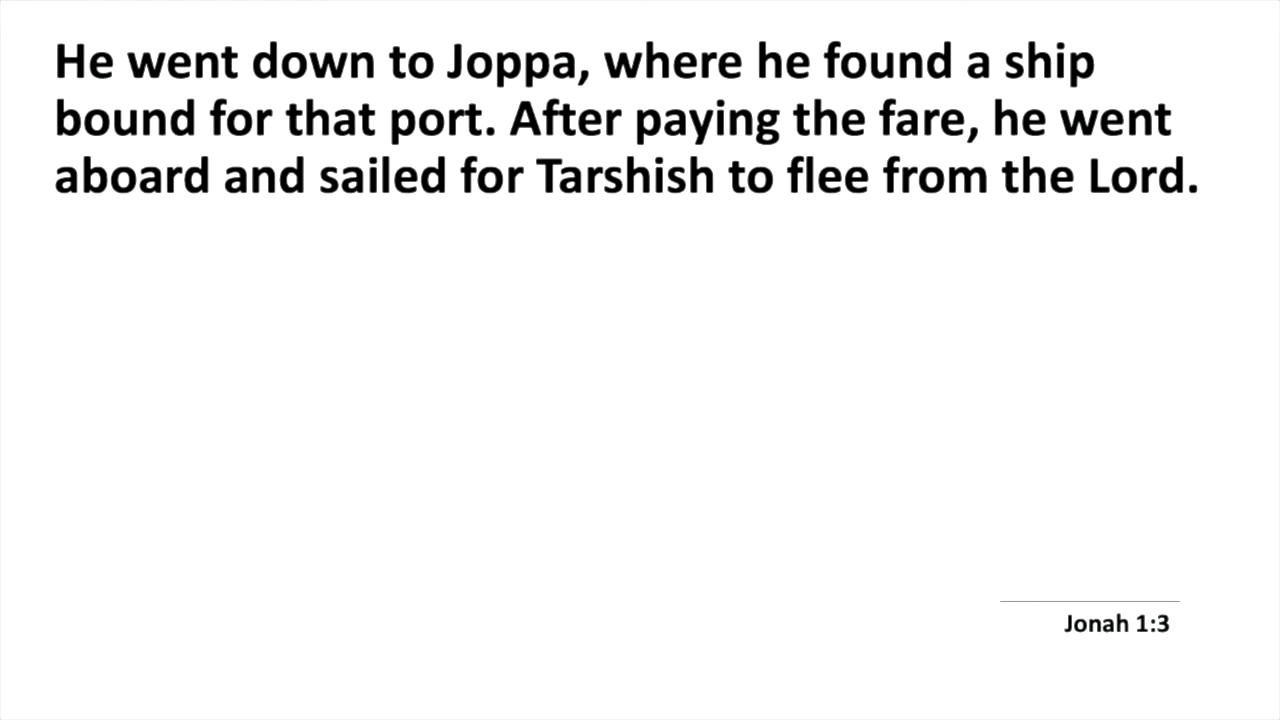 He went down to Joppa, where he found a ship
bound for that port. After paying the fare, he went
aboard and sailed for Tarshish to flee from the Lord.
Jonah 1:3